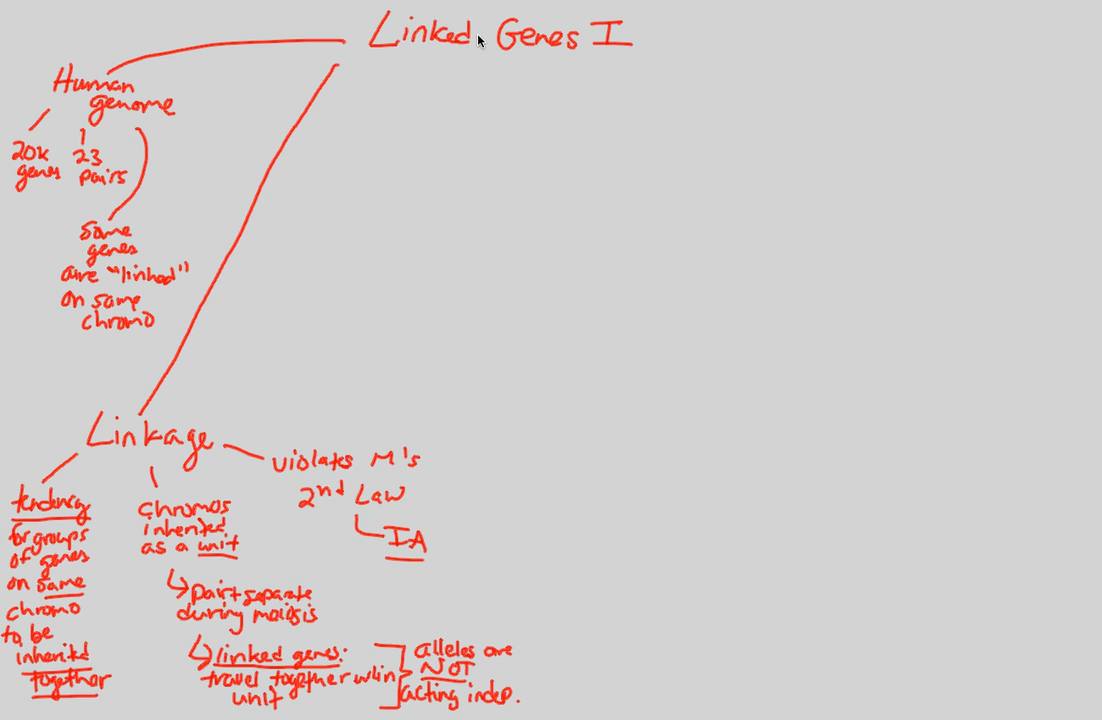 Linked Genes I
Human
genome
20k
genes
23
pairs
Some
genes
are "linked"
on same
chromo
Linkage
tendency
for groups
of genes
on same
chromo
to be
inherited
together
chromos
inherited
as a unit
pairs separate
during meiosis
linked genes:
travel together w/in
unit
alleles are
NOT
acting indep.
violates M's
2nd Law
IA